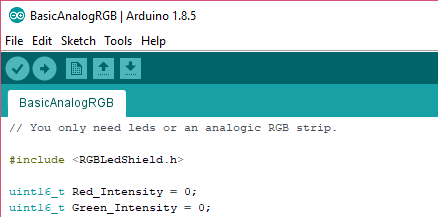 BasicAnalogRGB | Arduino 1.8.5
File Edit Sketch Tools Help
BasicAnalogRGB
// You only need leds or an analogic RGB strip.
#include <RGBLedShield.h>
uint16_t Red_Intensity = 0;
uint16_t Green_Intensity = 0;